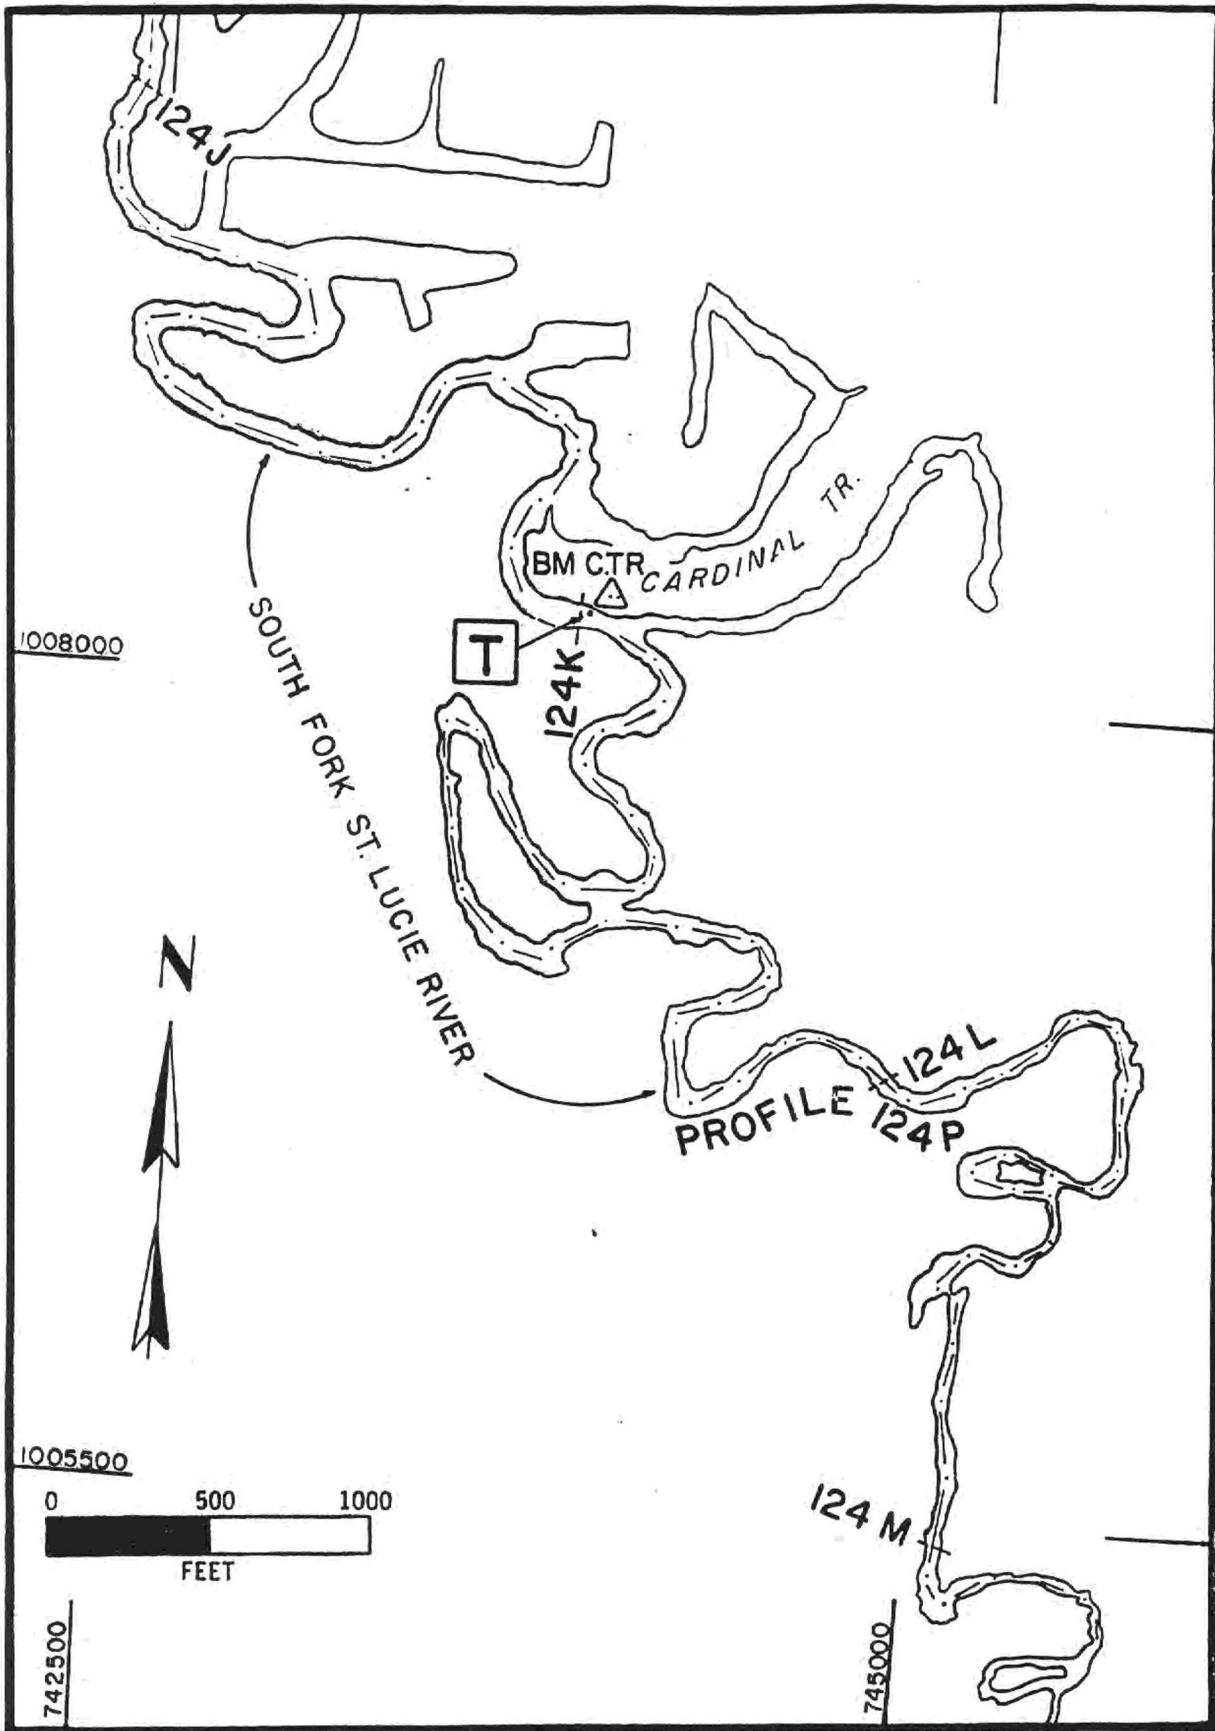 124J
CARDINAL TR.
BM C.TR
1008000
T
124K
SOUTH FORK ST. LUCIE RIVER
N
124L
PROFILE 124P
1005500
0 500 1000
FEET
124 M
742500
745000